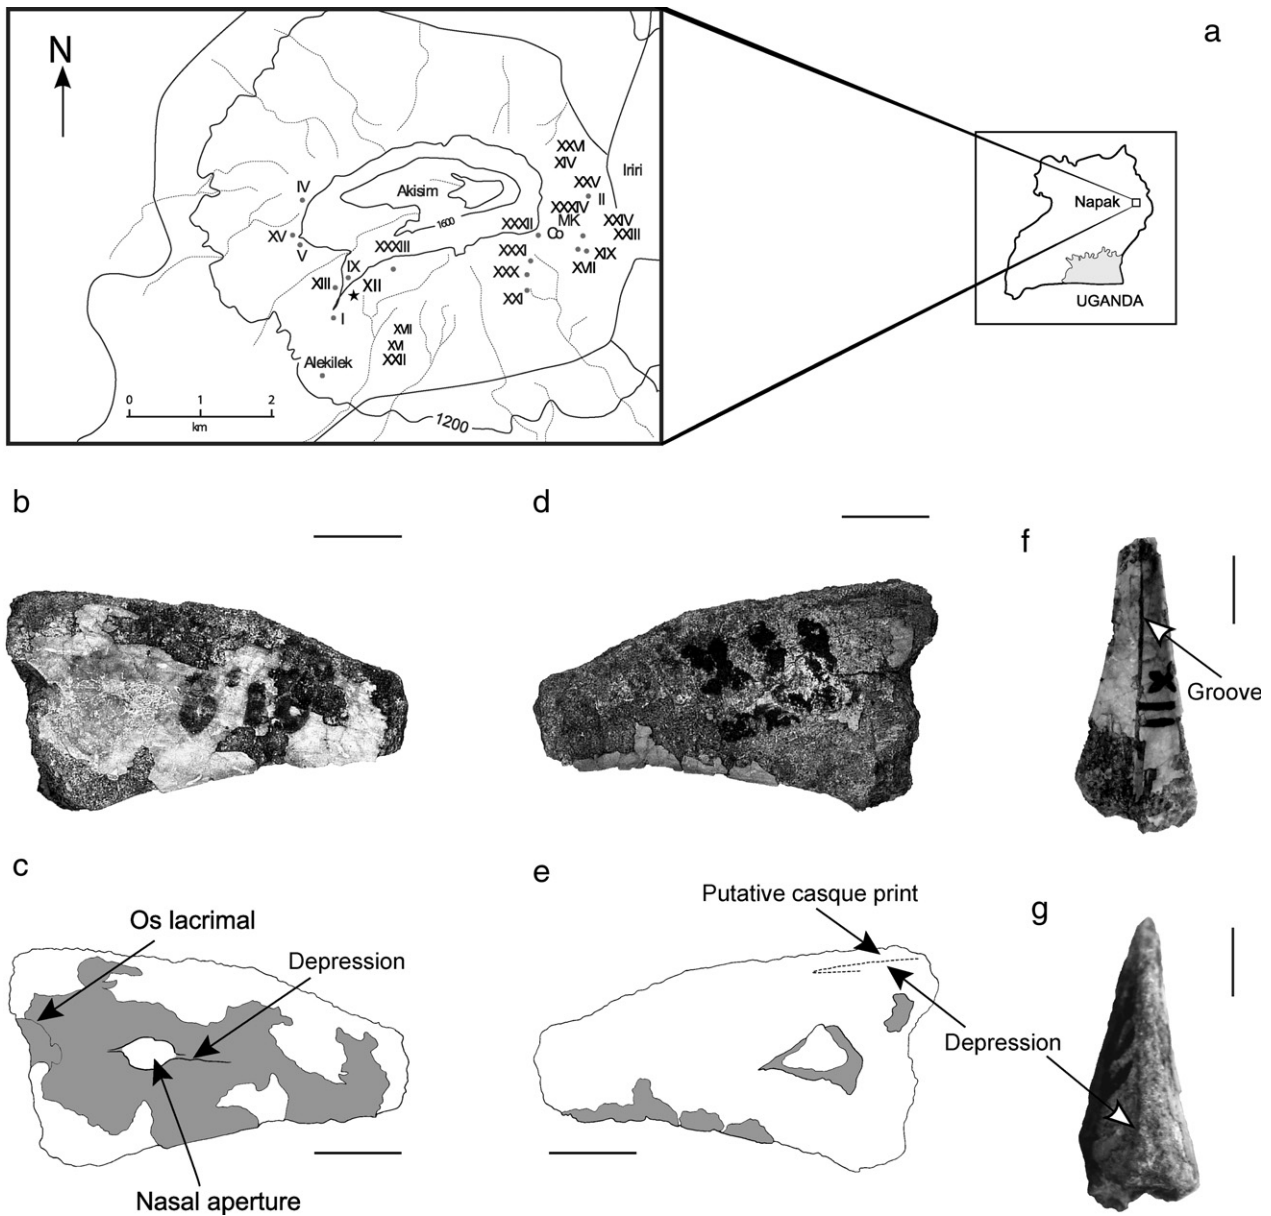 a
N
IV
XV
V
IX
XIII
XII
I
XXXIII
Akisim
1600
XXVI
XIV
Iriri
XXV
II
XXXIV
MK
XXXII
Co
XXIV
XXIII
XXXI
XIX
XVII
XXX
XXI
XVII
XVI
XXII
Alekilek
0 1 2
km
1200
Napak
UGANDA
b
d
f
Groove
c
Os lacrimal
Depression
Nasal aperture
e
Putative casque print
Depression
g